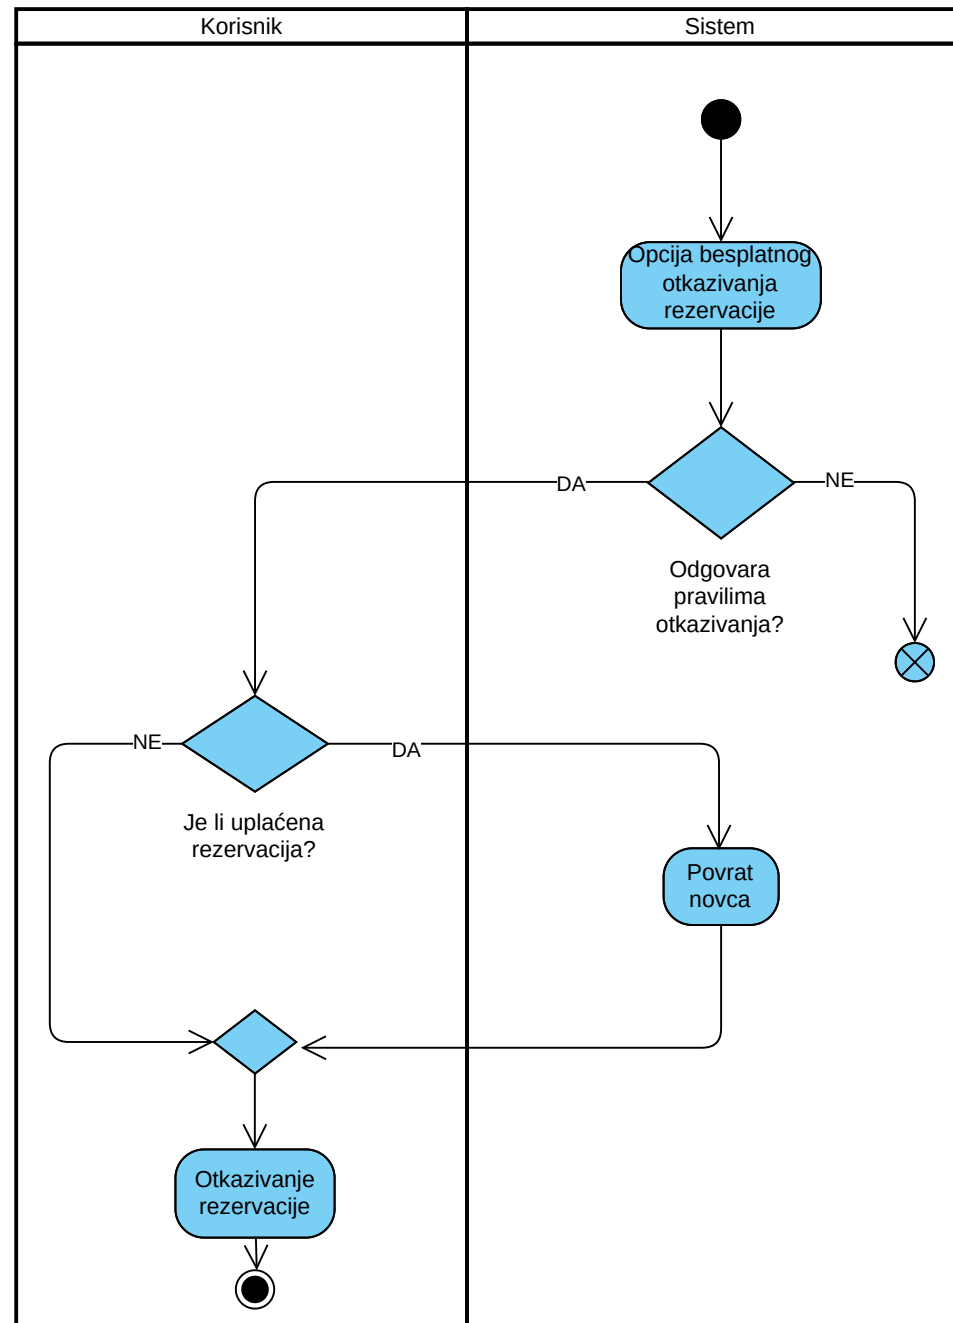 Korisnik
Sistem
Opcija besplatnog
otkazivanja
rezervacije
DA
NE
Odgovara
pravilima
otkazivanja?
NE
DA
Je li uplaćena
rezervacija?
Povrat
novca
Otkazivanje
rezervacije